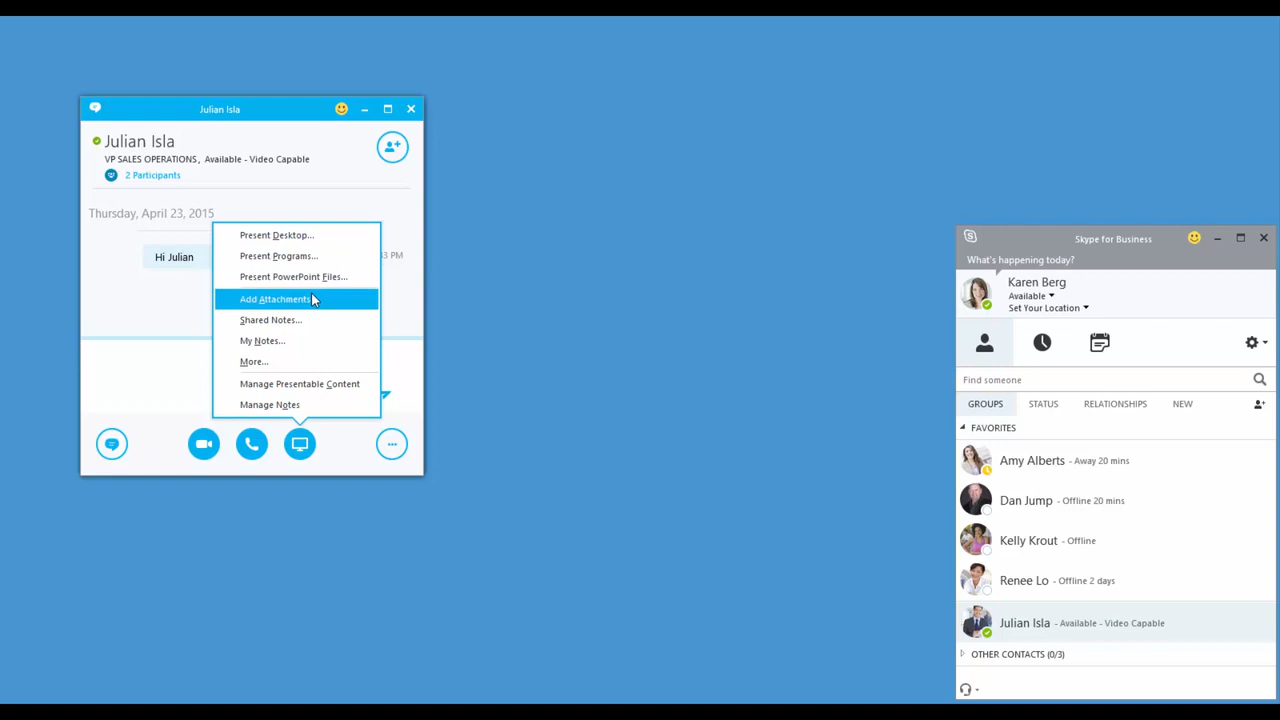 Julian Isla
Julian Isla
VP SALES OPERATIONS, Available - Video Capable
2 Participants
Thursday, April 23, 2015
Hi Julian
3 PM
Present Desktop...
Present Programs...
Present PowerPoint Files...
Add Attachments
Shared Notes...
My Notes...
More...
Manage Presentable Content
Manage Notes
Skype for Business
What's happening today?
Karen Berg
Available
Set Your Location
Find someone
GROUPS STATUS RELATIONSHIPS NEW
FAVORITES
Amy Alberts - Away 20 mins
Dan Jump - Offline 20 mins
Kelly Krout - Offline
Renee Lo - Offline 2 days
Julian Isla - Available - Video Capable
OTHER CONTACTS (0/3)